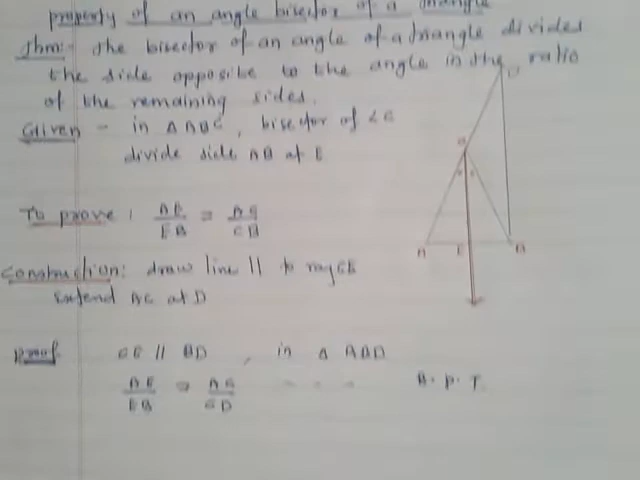 property of an angle bisector of a triangle
Thm: The bisector of an angle of a triangle divides
the side opposite to the angle in the ratio
of the remaining sides.
Given - in Δ ABC, bisector of ∠C
divide side AB at E
To prove : AE/EB = AC/CB
Construction: draw line || to ray CE
Extend AC at D
Proof CE || BD , in Δ ABD
AE/EB = AC/CD - - - B.P.T.
D
C
x x
A E B